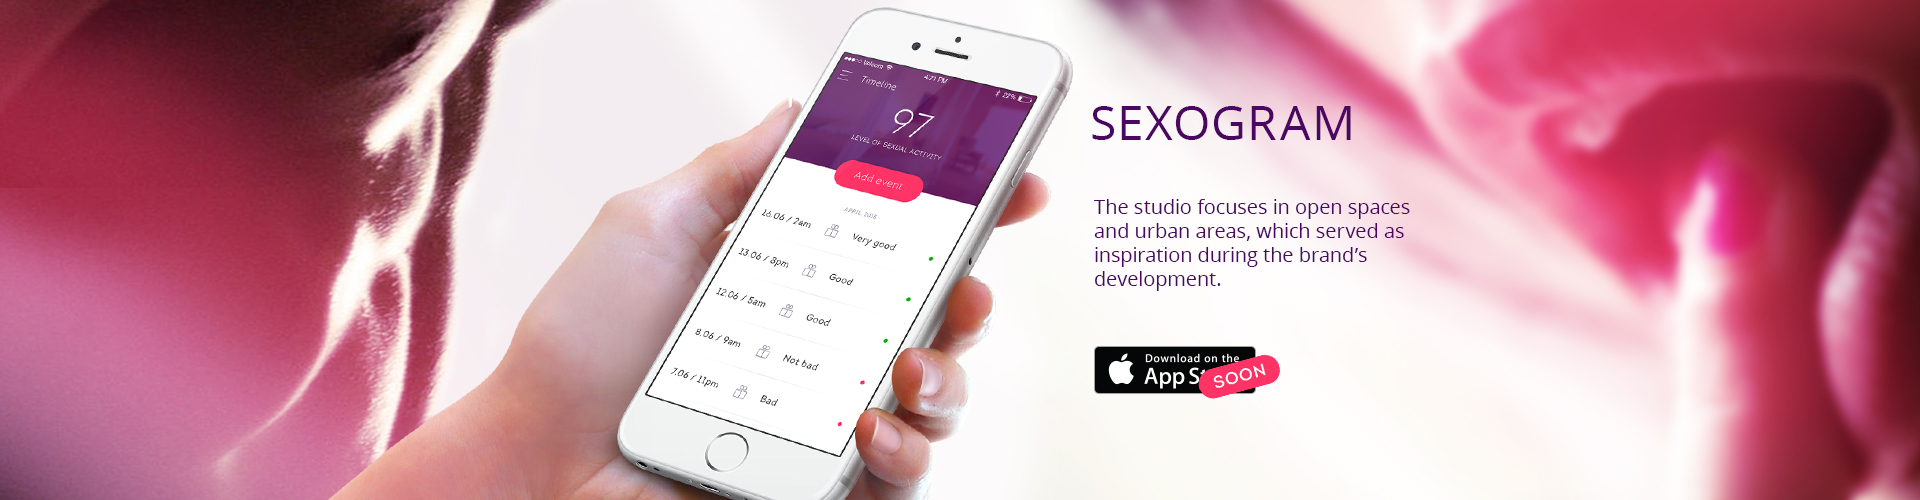 Velcom
4:21 PM
22%
Timeline
97
LEVEL OF SEXUAL ACTIVITY
Add event
APRIL, 2015
16.06 / 2am Very good
13.06 / 8pm Good
12.06 / 5am Good
8.06 / 9am Not bad
7.06 / 11pm Bad
SEXOGRAM
The studio focuses in open spaces
and urban areas, which served as
inspiration during the brand’s
development.
Download on the
App S
SOON